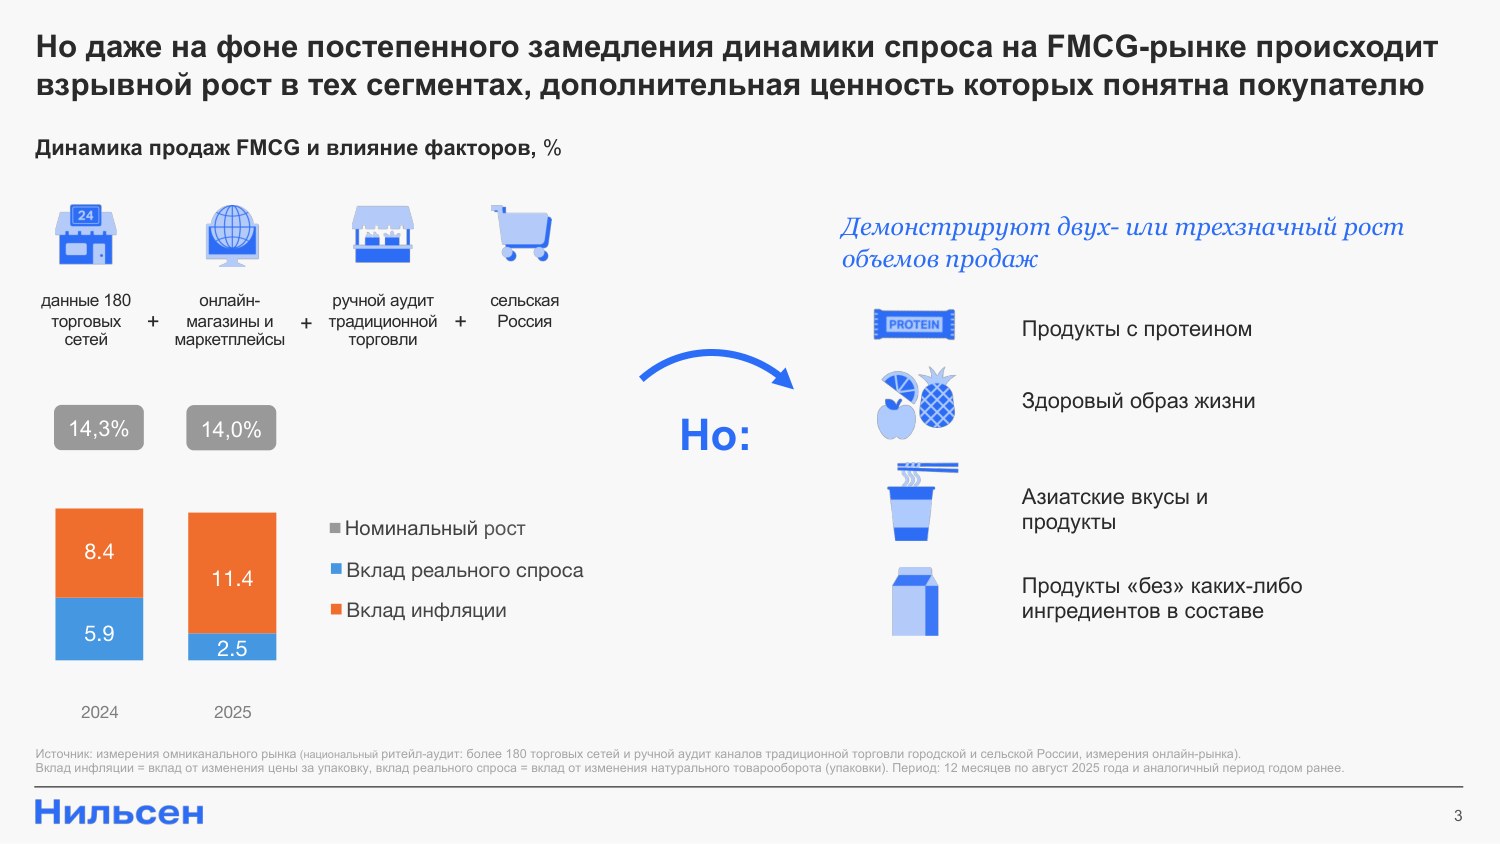 Но даже на фоне постепенного замедления динамики спроса на FMCG-рынке происходит
взрывной рост в тех сегментах, дополнительная ценность которых понятна покупателю
Динамика продаж FMCG и влияние факторов, %
24
данные 180
торговых
сетей
+
онлайн-
магазины и
маркетплейсы
+
ручной аудит
традиционной
торговли
+
сельская
Россия
14,3%
14,0%
8.4
5.9
11.4
2.5
2024
2025
Номинальный рост
Вклад реального спроса
Вклад инфляции
Но:
Демонстрируют двух- или трехзначный рост
объемов продаж
PROTEIN
Продукты с протеином
Здоровый образ жизни
Азиатские вкусы и
продукты
Продукты «без» каких-либо
ингредиентов в составе
Источник: измерения омниканального рынка (национальный ритейл-аудит: более 180 торговых сетей и ручной аудит каналов традиционной торговли городской и сельской России, измерения онлайн-рынка).
Вклад инфляции = вклад от изменения цены за упаковку, вклад реального спроса = вклад от изменения натурального товарооборота (упаковки). Период: 12 месяцев по август 2025 года и аналогичный период годом ранее.
Нильсен
3